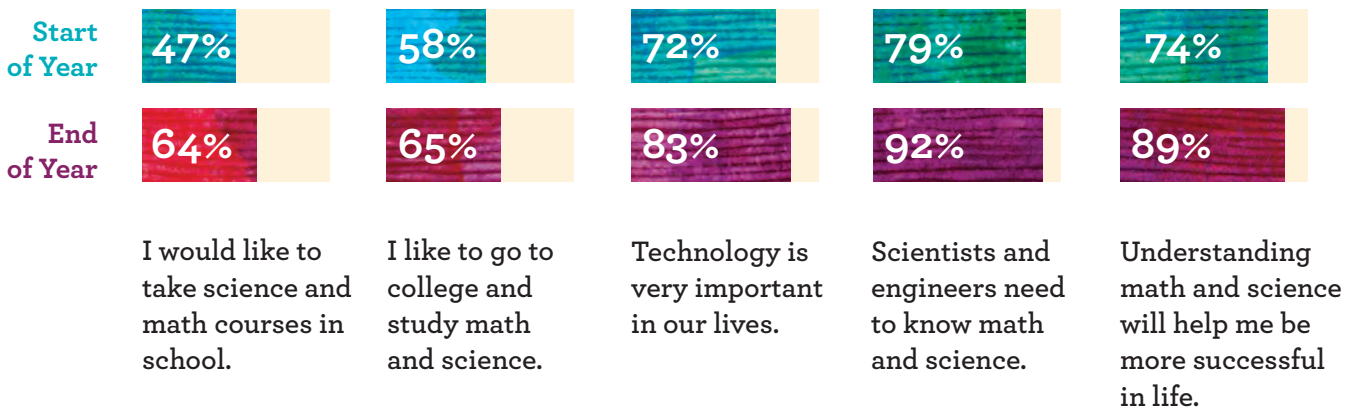 Start
of Year
47%
58%
72%
79%
74%
End
of Year
64%
65%
83%
92%
89%
I would like to
take science and
math courses in
school.
I like to go to
college and
study math
and science.
Technology is
very important
in our lives.
Scientists and
engineers need
to know math
and science.
Understanding
math and science
will help me be
more successful
in life.